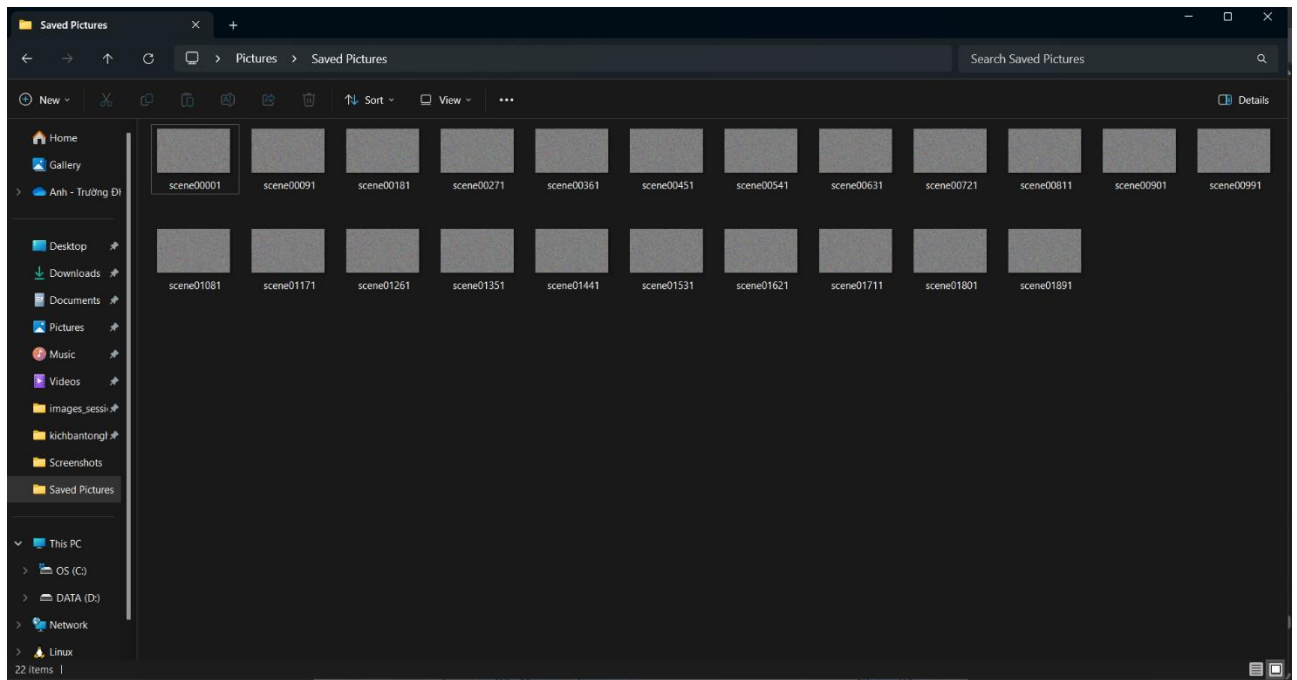 Saved Pictures
Pictures > Saved Pictures
Search Saved Pictures
New
Sort
View
Details
Home
Gallery
Anh - Trường ĐH
Desktop
Downloads
Documents
Pictures
Music
Videos
images_sessi
kichbantongl
Screenshots
Saved Pictures
This PC
OS (C:)
DATA (D:)
Network
Linux
scene00001 scene00091 scene00181 scene00271 scene00361 scene00451 scene00541 scene00631 scene00721 scene00811 scene00901 scene00991
scene01081 scene01171 scene01261 scene01351 scene01441 scene01531 scene01621 scene01711 scene01801 scene01891
22 items